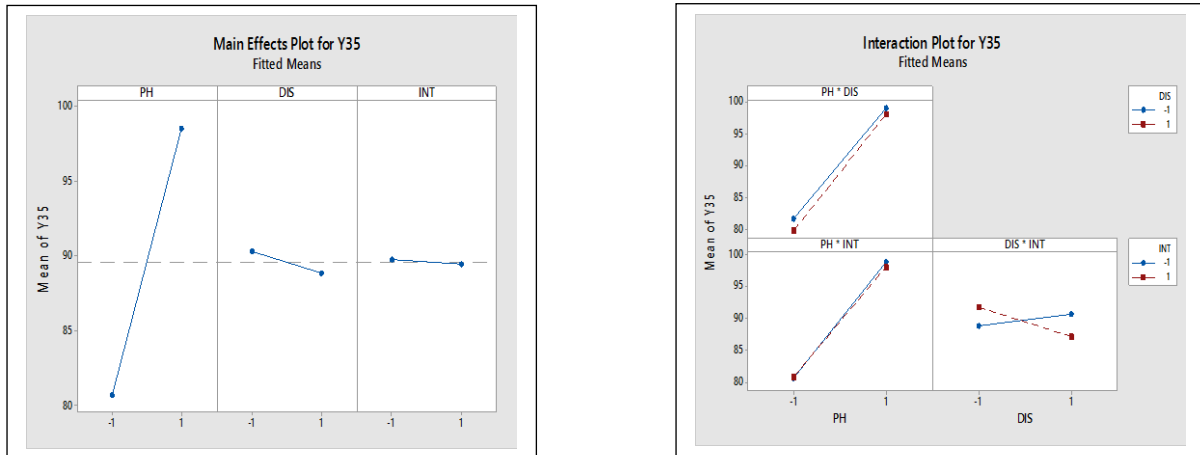 Main Effects Plot for Y35
Fitted Means
PH DIS INT
100
95
90
85
80
Mean of Y35
-1 1 -1 1 -1 1
Interaction Plot for Y35
Fitted Means
PH * DIS
100
95
90
85
80
DIS
-1
1
PH * INT DIS * INT
100
95
90
85
80
INT
-1
1
Mean of Y35
-1 1 -1 1
PH DIS